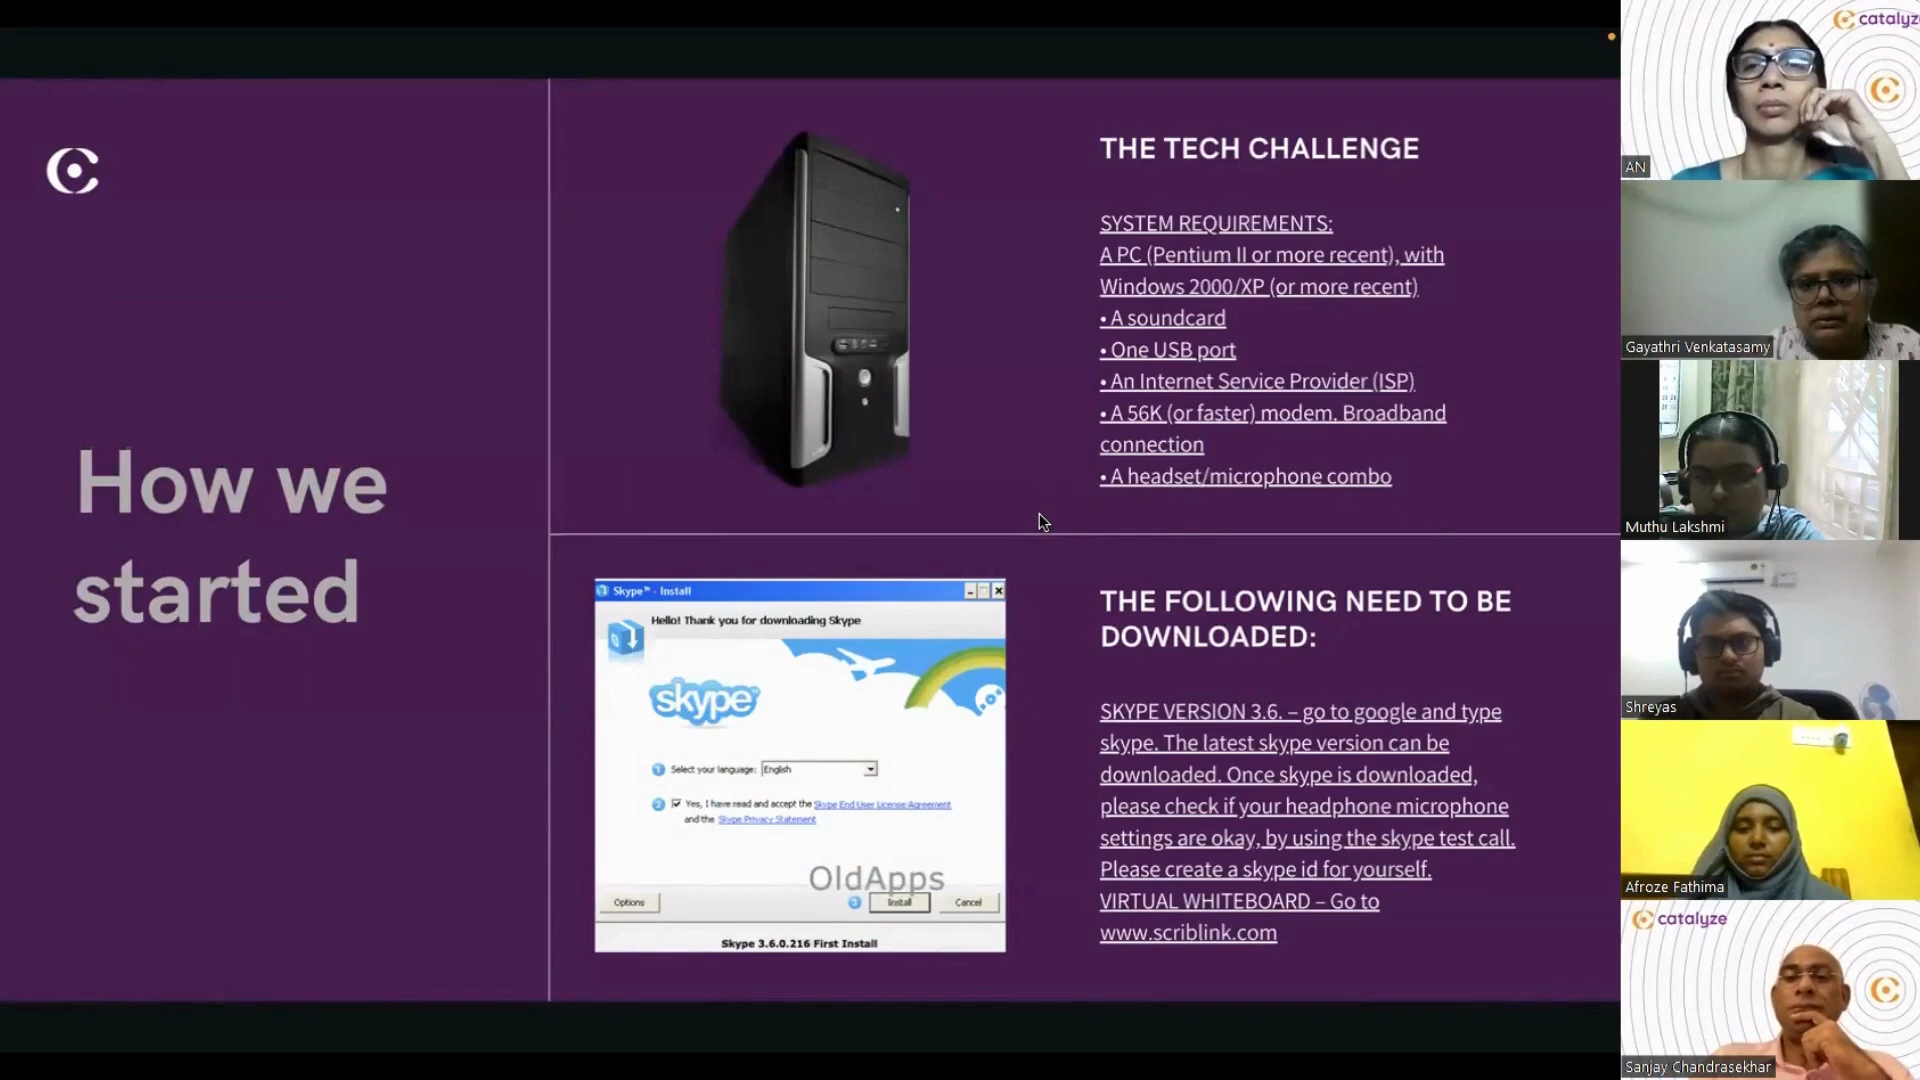 How we
started
THE TECH CHALLENGE
SYSTEM REQUIREMENTS:
A PC (Pentium II or more recent), with
Windows 2000/XP (or more recent)
• A soundcard
• One USB port
• An Internet Service Provider (ISP)
• A 56K (or faster) modem. Broadband
connection
• A headset/microphone combo
Skype™ - Install
Hello! Thank you for downloading Skype
skype
1 Select your language: English
2 Yes, I have read and accept the Skype End User License Agreement
and the Skype Privacy Statement
OldApps
Options
3 Install
Cancel
Skype 3.6.0.216 First Install
THE FOLLOWING NEED TO BE
DOWNLOADED:
SKYPE VERSION 3.6. – go to google and type
skype. The latest skype version can be
downloaded. Once skype is downloaded,
please check if your headphone microphone
settings are okay, by using the skype test call.
Please create a skype id for yourself.
VIRTUAL WHITEBOARD – Go to
www.scriblink.com
catalyze
AN
Gayathri Venkatasamy
Muthu Lakshmi
Shreyas
Afroze Fathima
catalyze
Sanjay Chandrasekhar